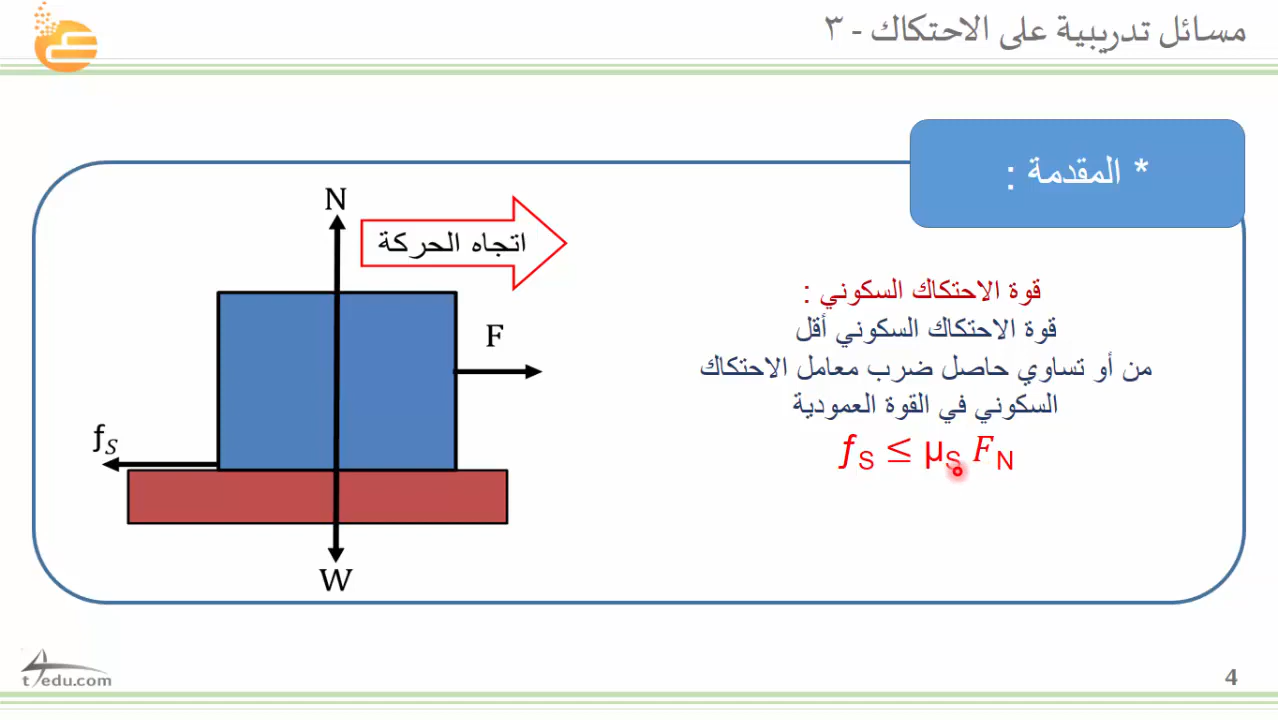 مسائل تدريبية على الاحتكاك - ٣
* المقدمة :
N
اتجاه الحركة
F
fS
W
قوة الاحتكاك السكوني :
قوة الاحتكاك السكوني أقل
من أو تساوي حاصل ضرب معامل الاحتكاك
السكوني في القوة العمودية
fS ≤ µS FN
t4edu.com
4